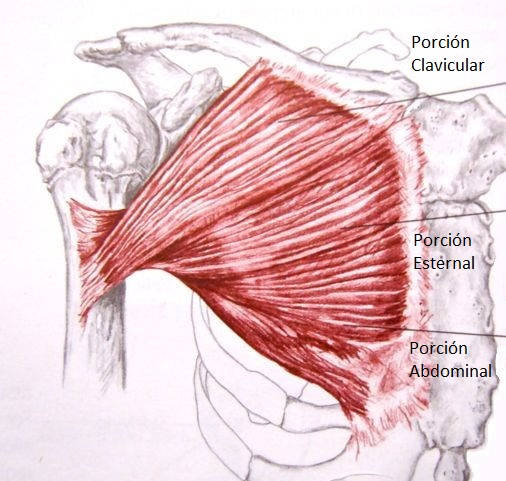 Porción
Clavicular
Porción
Esternal
Porción
Abdominal